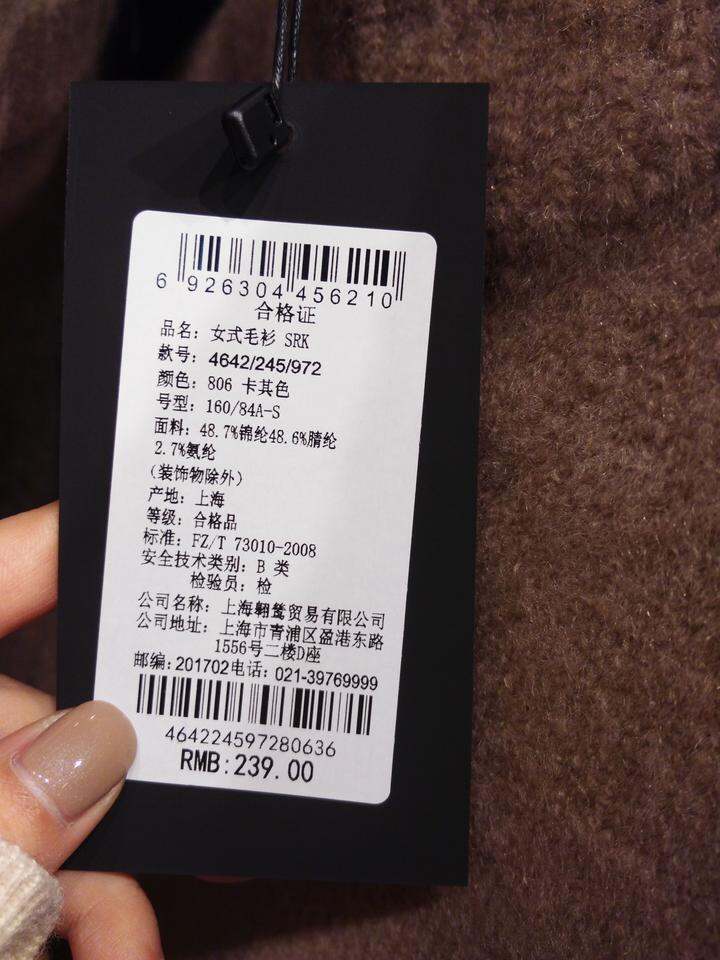 6 926304 456210
合格证
品名: 女式毛衫 SRK
款号: 4642/245/972
颜色: 806 卡其色
号型: 160/84A-S
面料: 48.7%锦纶48.6%腈纶
2.7%氨纶
(装饰物除外)
产地: 上海
等级: 合格品
标准: FZ/T 73010-2008
安全技术类别: B 类
检验员: 检
公司名称: 上海翱鸶贸易有限公司
公司地址: 上海市青浦区盈港东路
1556号二楼D座
邮编: 201702电话: 021-39769999
464224597280636
RMB:239.00